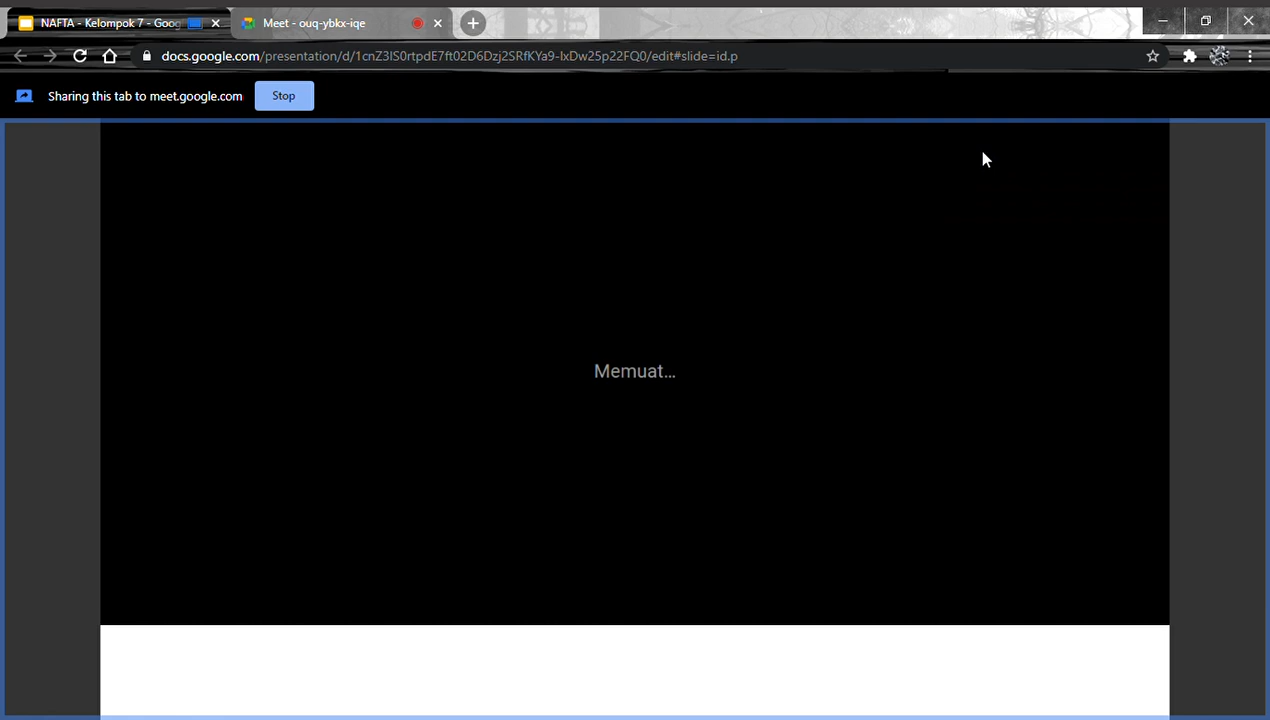 NAFTA - Kelompok 7 - Goog
Meet - ouq-ybkx-iqe
docs.google.com/presentation/d/1cnZ3IS0rtpdE7ft02D6Dzj2SRfKYa9-IxDw25p22FQ0/edit#slide=id.p
Sharing this tab to meet.google.com
Stop
Memuat...